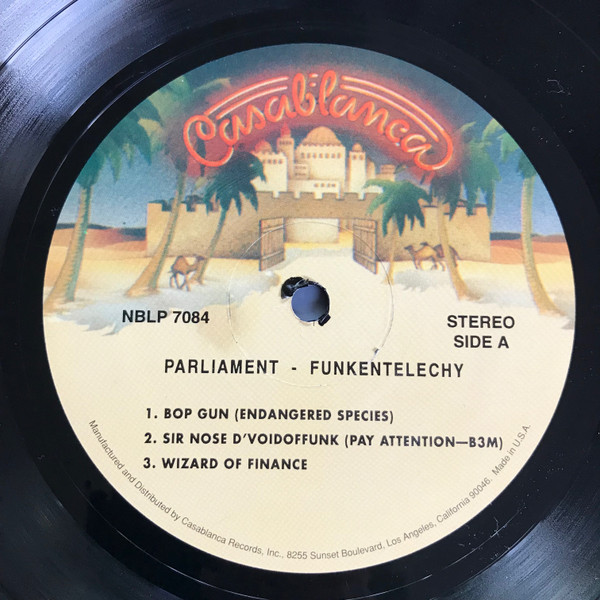 Casablanca
NBLP 7084
STEREO
SIDE A
PARLIAMENT - FUNKENTELECHY
1. BOP GUN (ENDANGERED SPECIES)
2. SIR NOSE D'VOIDOFFUNK (PAY ATTENTION—B3M)
3. WIZARD OF FINANCE
Manufactured and Distributed by Casablanca Records, Inc., 8255 Sunset Boulevard, Los Angeles, California 90046. Made in U.S.A.